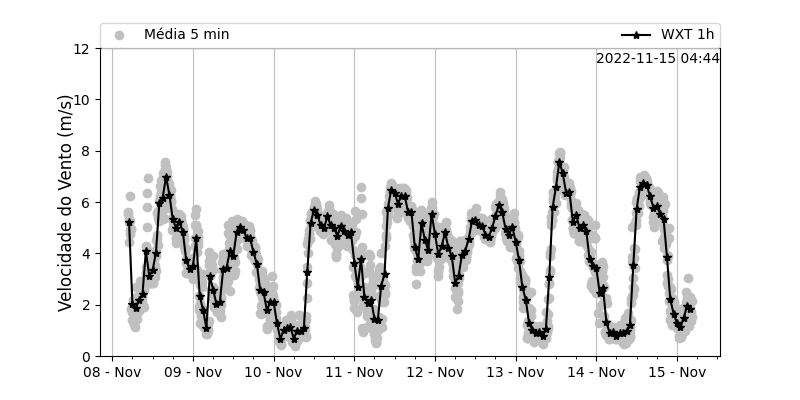 Média 5 min
WXT 1h
2022-11-15 04:44
Velocidade do Vento (m/s)
12
10
8
6
4
2
0
08 - Nov 09 - Nov 10 - Nov 11 - Nov 12 - Nov 13 - Nov 14 - Nov 15 - Nov